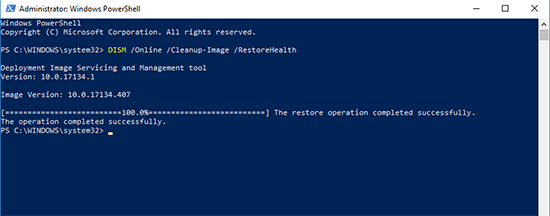 Administrator: Windows PowerShell
Windows PowerShell
Copyright (C) Microsoft Corporation. All rights reserved.
PS C:\WINDOWS\system32> DISM /Online /Cleanup-Image /RestoreHealth
Deployment Image Servicing and Management tool
Version: 10.0.17134.1
Image Version: 10.0.17134.407
[==========================100.0%==========================] The restore operation completed successfully.
The operation completed successfully.
PS C:\WINDOWS\system32> _